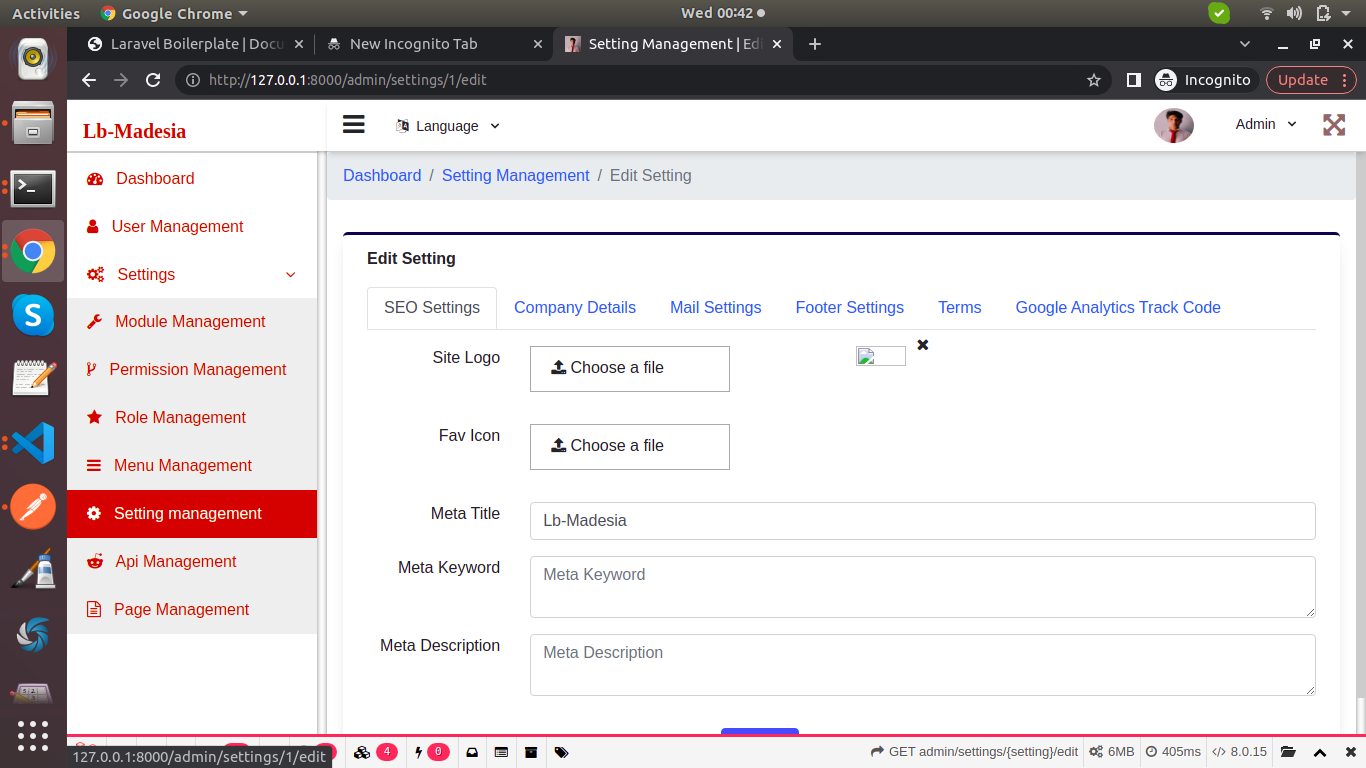 Activities
Google Chrome
Wed 00:42
Laravel Boilerplate | Docu
New Incognito Tab
Setting Management | Edi
http://127.0.0.1:8000/admin/settings/1/edit
Incognito
Update
Lb-Madesia
Language
Admin
Dashboard
User Management
Settings
Module Management
Permission Management
Role Management
Menu Management
Setting management
Api Management
Page Management
Dashboard / Setting Management / Edit Setting
Edit Setting
SEO Settings
Company Details
Mail Settings
Footer Settings
Terms
Google Analytics Track Code
Site Logo
Choose a file
Fav Icon
Choose a file
Meta Title
Lb-Madesia
Meta Keyword
Meta Keyword
Meta Description
Meta Description
4
0
GET admin/settings/{setting}/edit
6MB
405ms
8.0.15
127.0.0.1:8000/admin/settings/1/edit